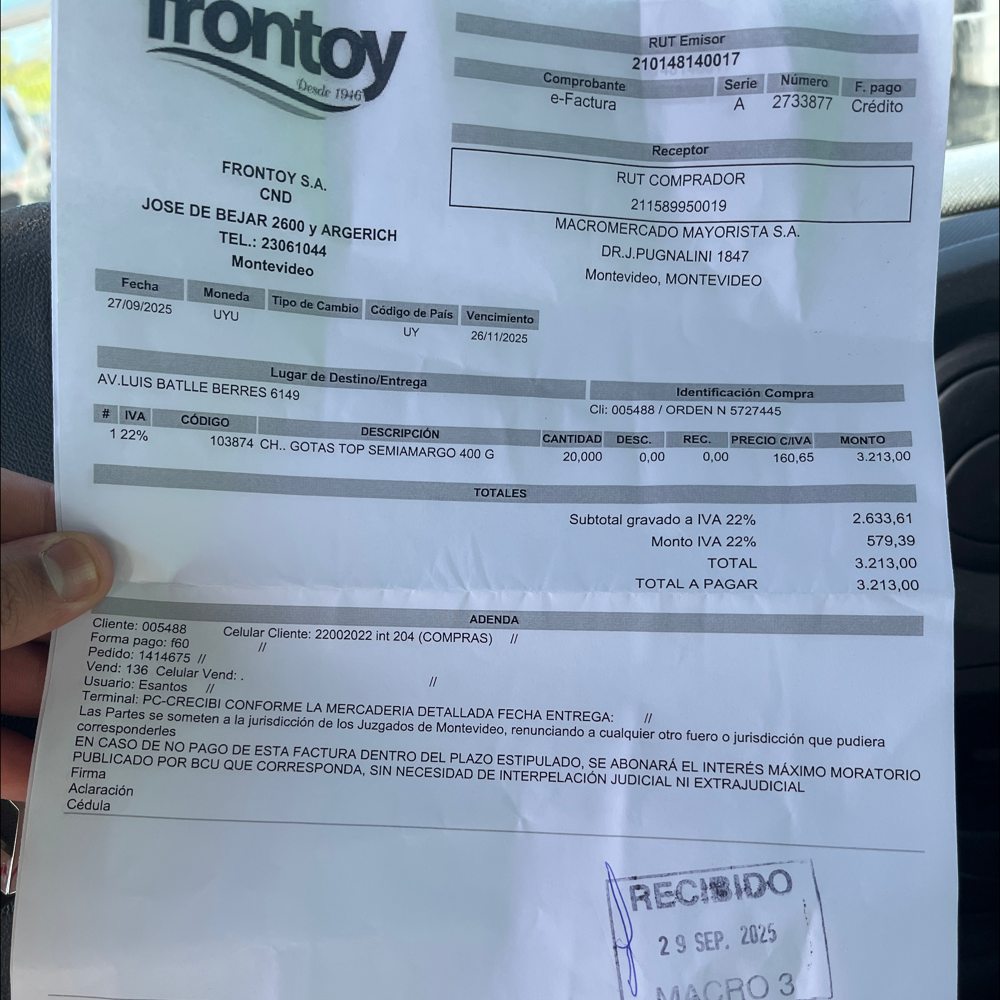 frontoy
Desde 1946
RUT Emisor
210148140017
Comprobante Serie Número F. pago
e-Factura A 2733877 Crédito
Receptor
RUT COMPRADOR
211589950019
MACROMERCADO MAYORISTA S.A.
DR.J.PUGNALINI 1847
Montevideo, MONTEVIDEO
FRONTOY S.A.
CND
JOSE DE BEJAR 2600 y ARGERICH
TEL.: 23061044
Montevideo
Fecha Moneda Tipo de Cambio Código de País Vencimiento
27/09/2025 UYU UY 26/11/2025
Lugar de Destino/Entrega Identificación Compra
AV.LUIS BATLLE BERRES 6149 Cli: 005488 / ORDEN N 5727445
# IVA CÓDIGO DESCRIPCIÓN CANTIDAD DESC. REC. PRECIO C/IVA MONTO
1 22% 103874 CH.. GOTAS TOP SEMIAMARGO 400 G 20,000 0,00 0,00 160,65 3.213,00
TOTALES
Subtotal gravado a IVA 22% 2.633,61
Monto IVA 22% 579,39
TOTAL 3.213,00
TOTAL A PAGAR 3.213,00
ADENDA
Cliente: 005488 Celular Cliente: 22002022 int 204 (COMPRAS) //
Forma pago: f60 //
Pedido: 1414675 //
Vend: 136 Celular Vend: . //
Usuario: Esantos //
Terminal: PC-CRECIBI CONFORME LA MERCADERIA DETALLADA FECHA ENTREGA: //
Las Partes se someten a la jurisdicción de los Juzgados de Montevideo, renunciando a cualquier otro fuero o jurisdicción que pudiera
corresponderles
EN CASO DE NO PAGO DE ESTA FACTURA DENTRO DEL PLAZO ESTIPULADO, SE ABONARÁ EL INTERÉS MÁXIMO MORATORIO
PUBLICADO POR BCU QUE CORRESPONDA, SIN NECESIDAD DE INTERPELACIÓN JUDICIAL NI EXTRAJUDICIAL
Firma
Aclaración
Cédula
RECIBIDO
29 SEP. 2025
MACRO 3